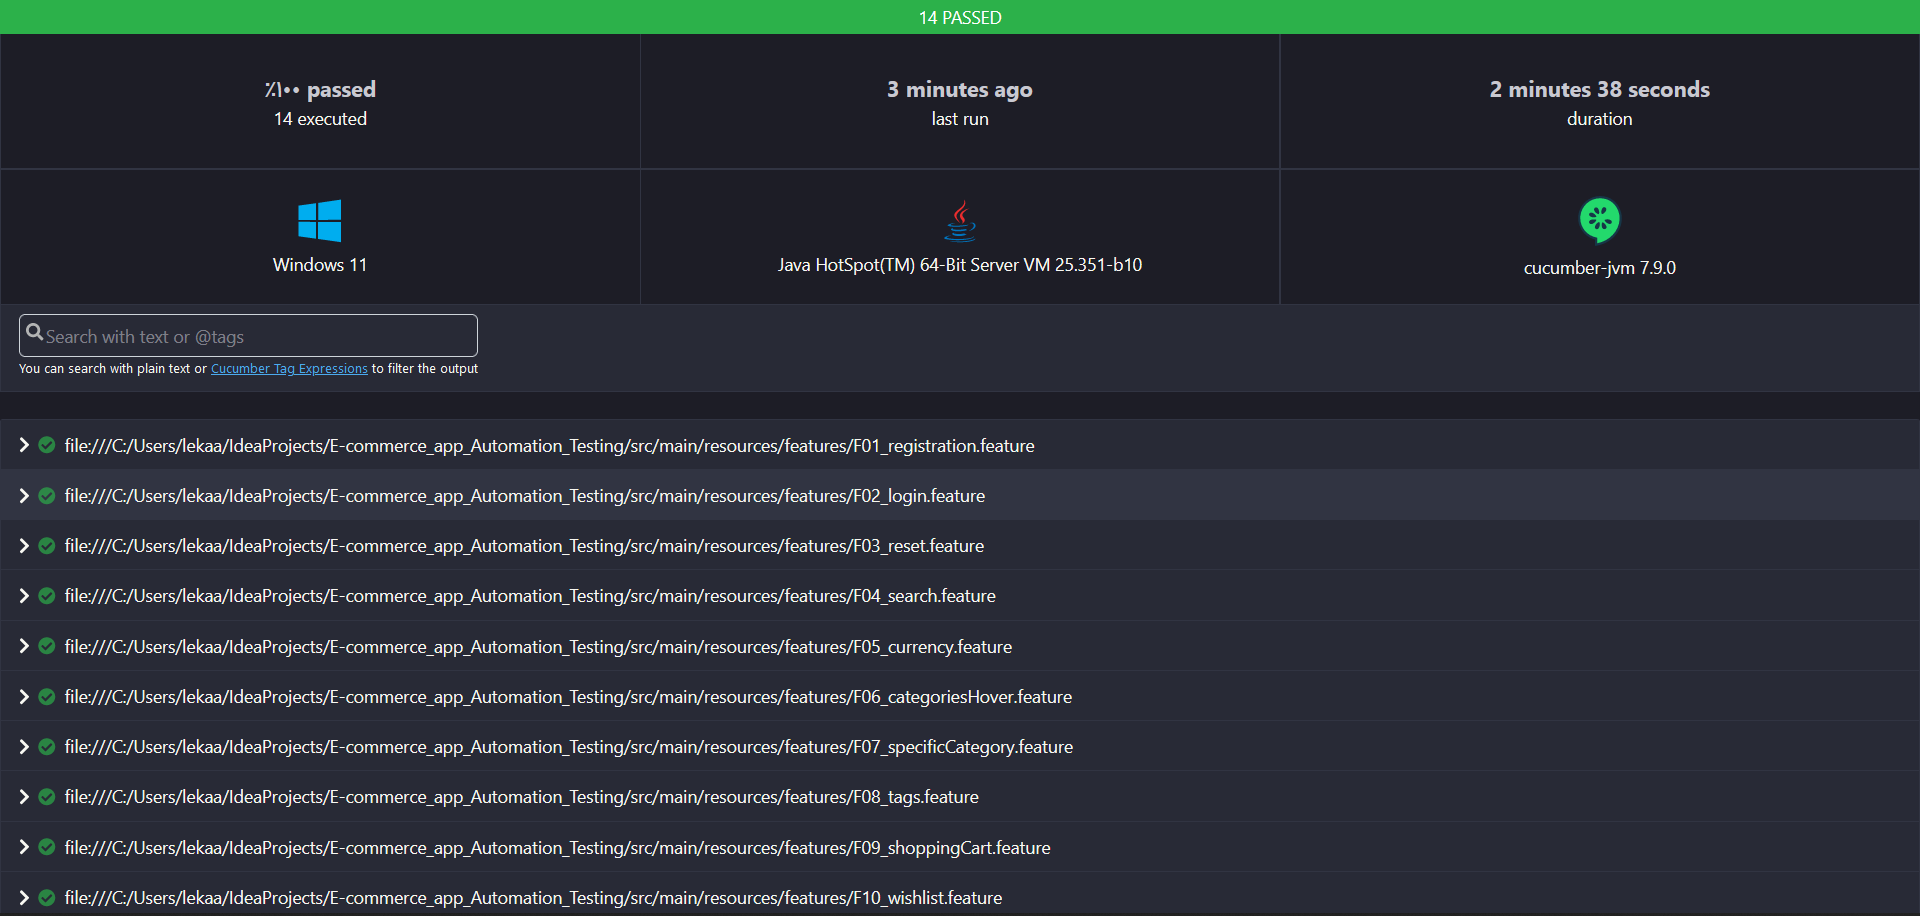 14 PASSED
٪١٠٠ passed
14 executed
3 minutes ago
last run
2 minutes 38 seconds
duration
Windows 11
Java HotSpot(TM) 64-Bit Server VM 25.351-b10
cucumber-jvm 7.9.0
Search with text or @tags
You can search with plain text or Cucumber Tag Expressions to filter the output
file:///C:/Users/lekaa/IdeaProjects/E-commerce_app_Automation_Testing/src/main/resources/features/F01_registration.feature
file:///C:/Users/lekaa/IdeaProjects/E-commerce_app_Automation_Testing/src/main/resources/features/F02_login.feature
file:///C:/Users/lekaa/IdeaProjects/E-commerce_app_Automation_Testing/src/main/resources/features/F03_reset.feature
file:///C:/Users/lekaa/IdeaProjects/E-commerce_app_Automation_Testing/src/main/resources/features/F04_search.feature
file:///C:/Users/lekaa/IdeaProjects/E-commerce_app_Automation_Testing/src/main/resources/features/F05_currency.feature
file:///C:/Users/lekaa/IdeaProjects/E-commerce_app_Automation_Testing/src/main/resources/features/F06_categoriesHover.feature
file:///C:/Users/lekaa/IdeaProjects/E-commerce_app_Automation_Testing/src/main/resources/features/F07_specificCategory.feature
file:///C:/Users/lekaa/IdeaProjects/E-commerce_app_Automation_Testing/src/main/resources/features/F08_tags.feature
file:///C:/Users/lekaa/IdeaProjects/E-commerce_app_Automation_Testing/src/main/resources/features/F09_shoppingCart.feature
file:///C:/Users/lekaa/IdeaProjects/E-commerce_app_Automation_Testing/src/main/resources/features/F10_wishlist.feature